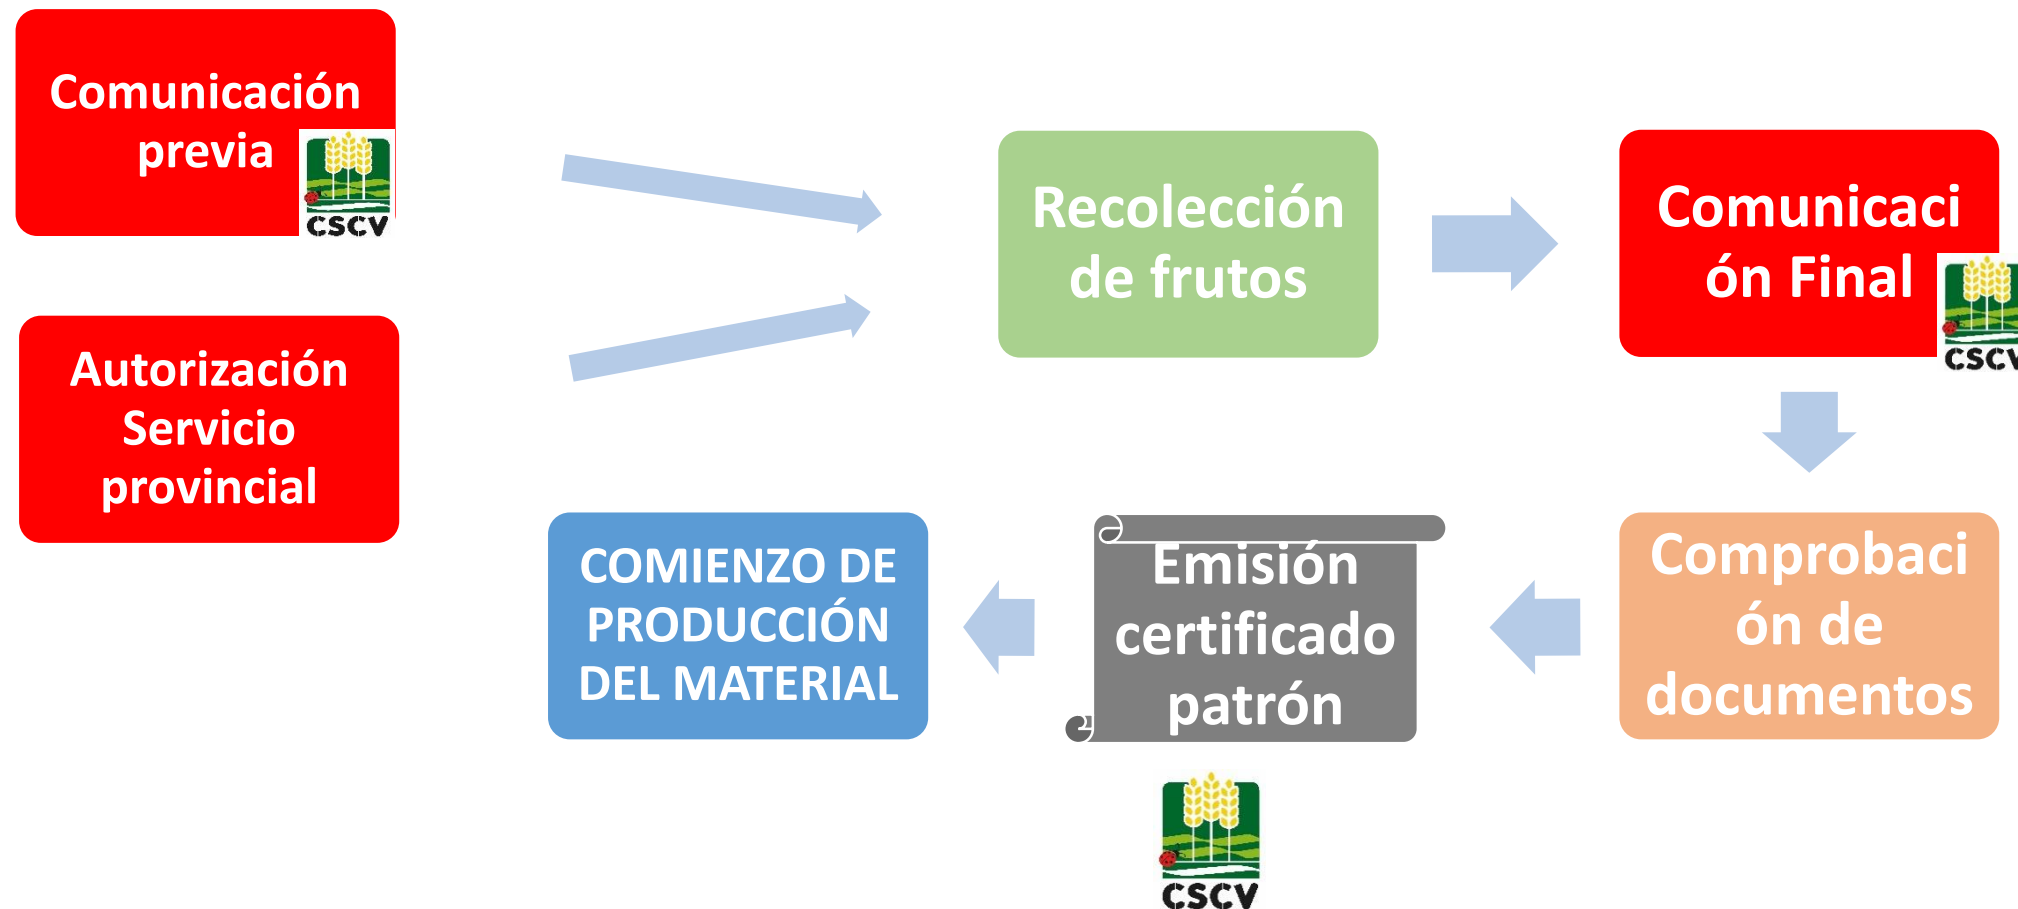 Comunicación
previa
CSCV
Autorización
Servicio
provincial
Recolección
de frutos
Comunicaci
ón Final
CSCV
Comprobaci
ón de
documentos
Emisión
certificado
patrón
CSCV
COMIENZO DE
PRODUCCIÓN
DEL MATERIAL